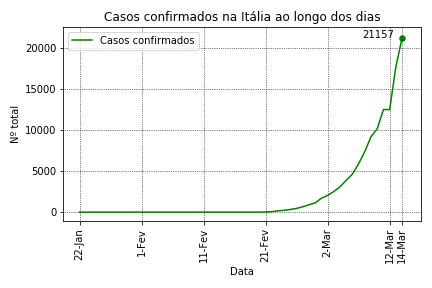 Casos confirmados na Itália ao longo dos dias
Casos confirmados
21157
20000
15000
10000
5000
0
Nº total
22-Jan
1-Fev
11-Fev
21-Fev
2-Mar
12-Mar
14-Mar
Data